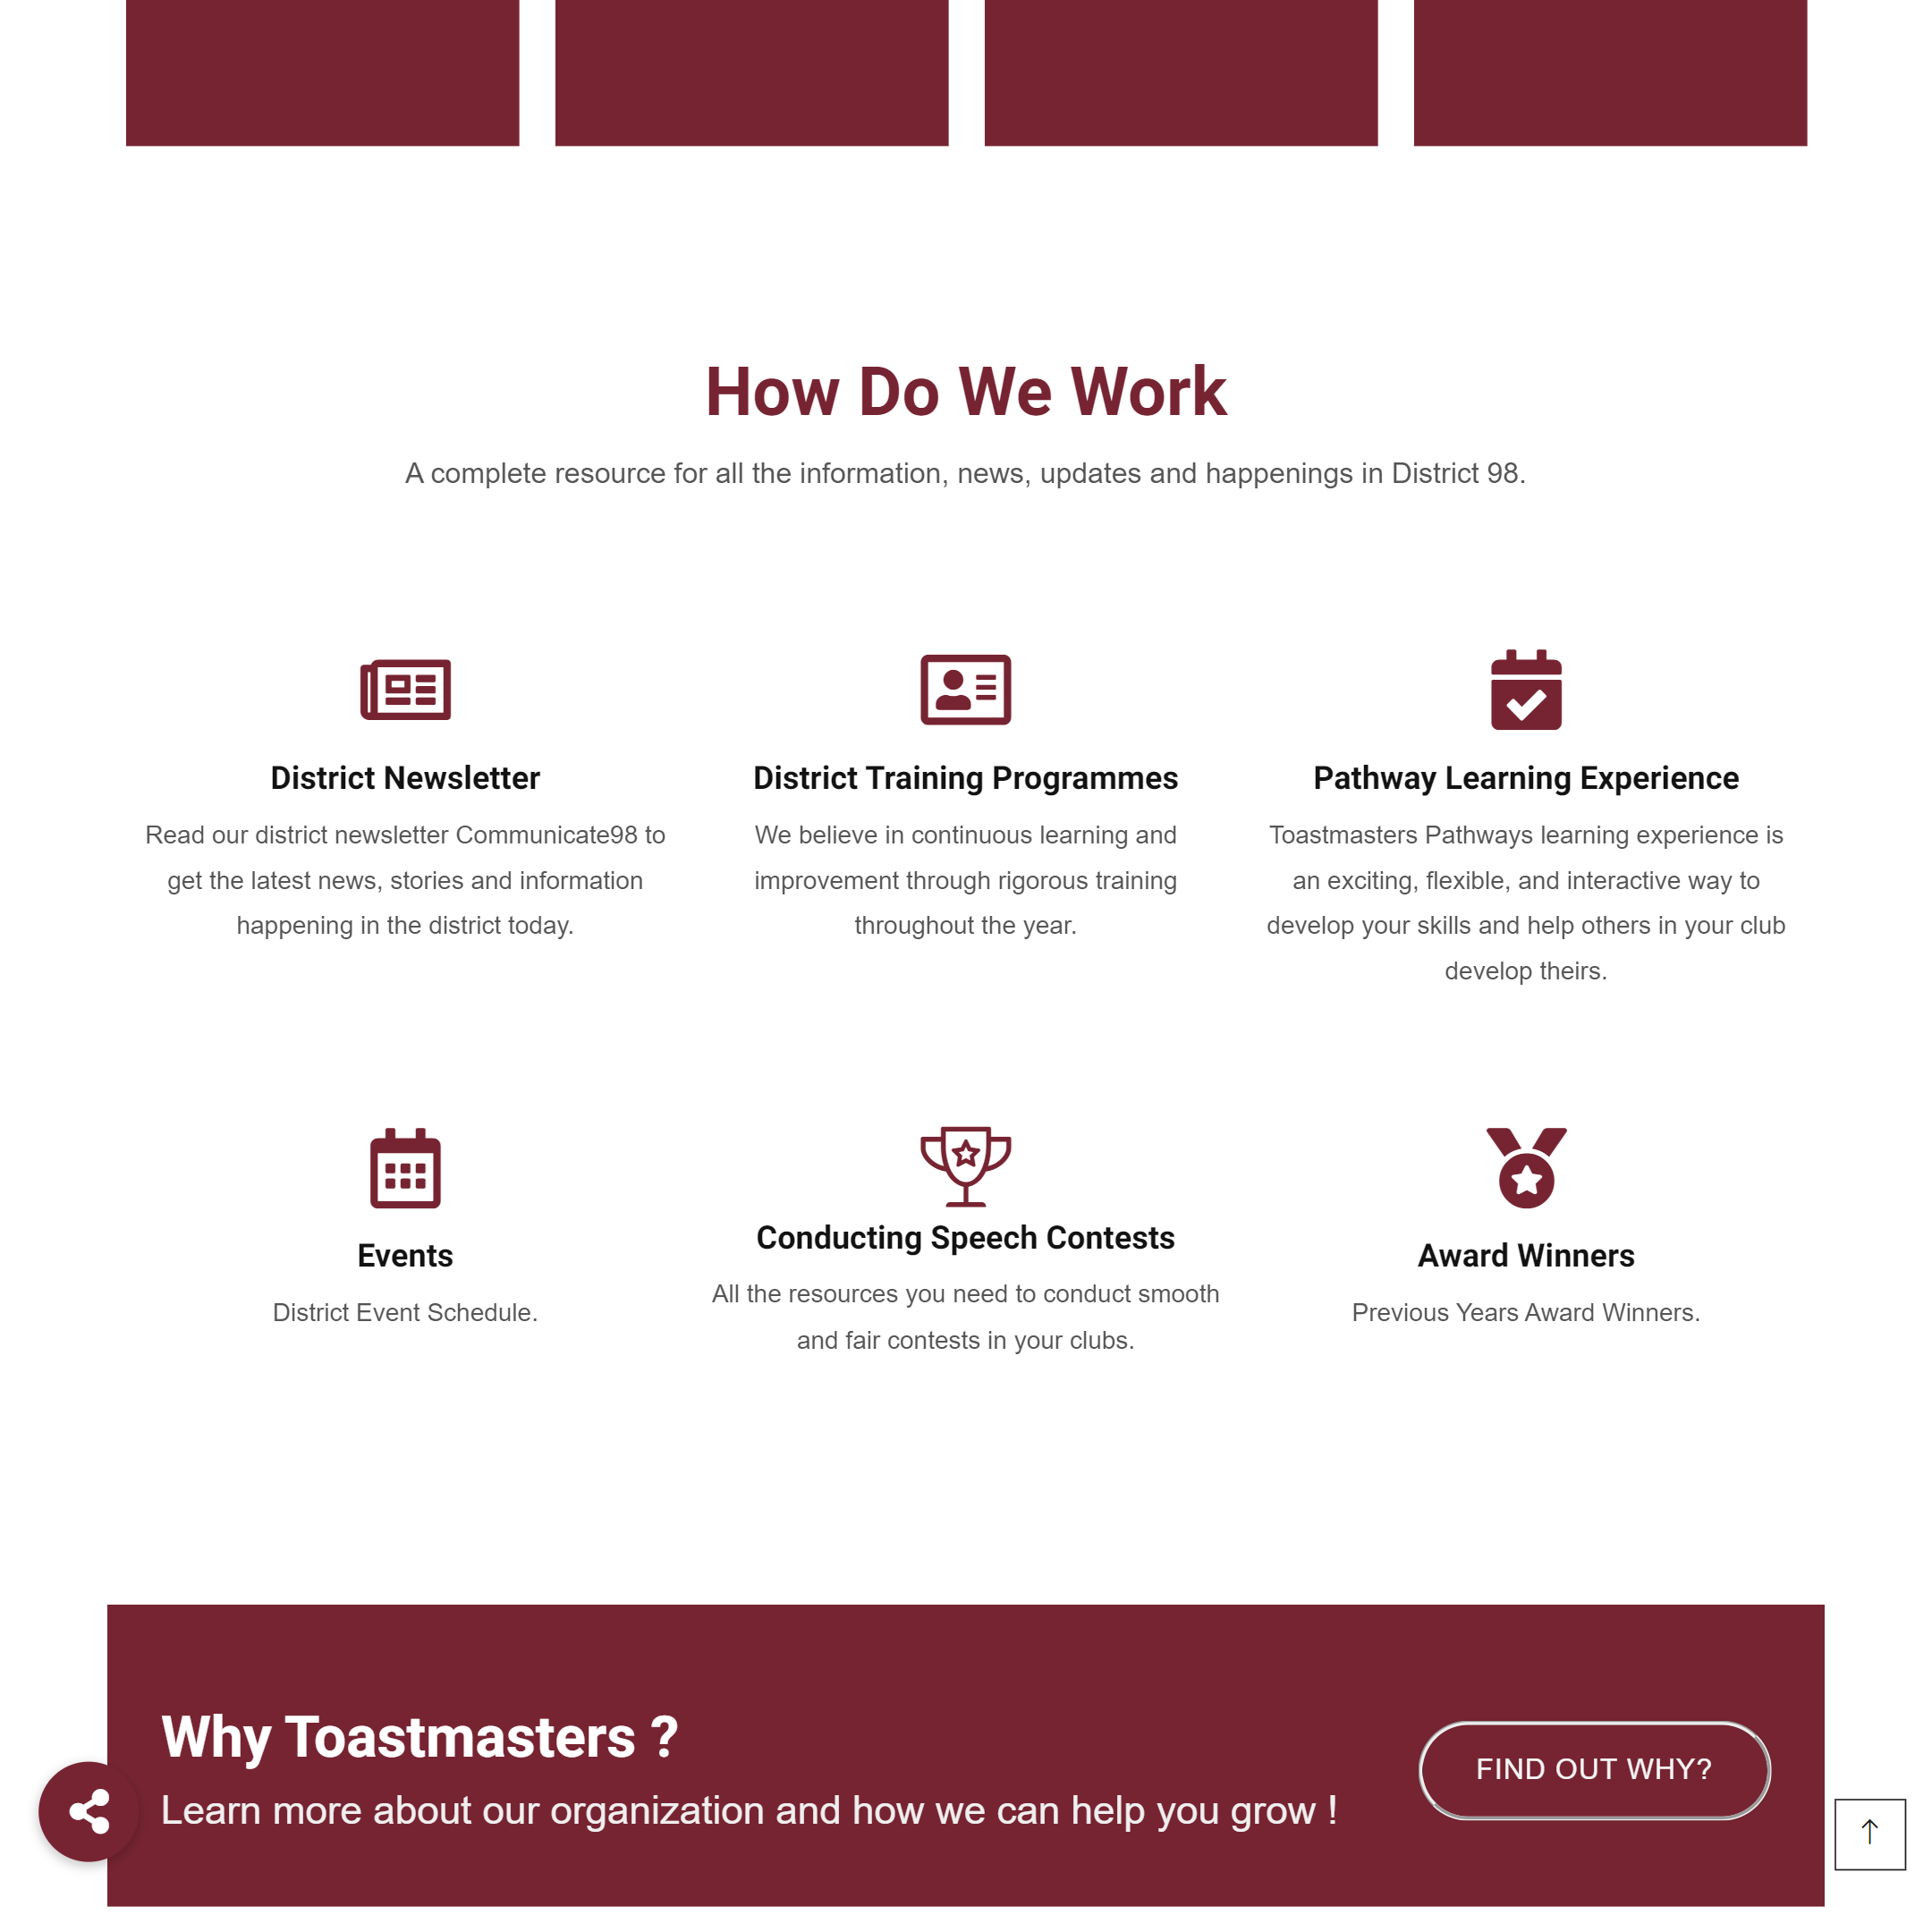 How Do We Work
A complete resource for all the information, news, updates and happenings in District 98.
District Newsletter
Read our district newsletter Communicate98 to
get the latest news, stories and information
happening in the district today.
District Training Programmes
We believe in continuous learning and
improvement through rigorous training
throughout the year.
Pathway Learning Experience
Toastmasters Pathways learning experience is
an exciting, flexible, and interactive way to
develop your skills and help others in your club
develop theirs.
Events
District Event Schedule.
Conducting Speech Contests
All the resources you need to conduct smooth
and fair contests in your clubs.
Award Winners
Previous Years Award Winners.
Why Toastmasters ?
Learn more about our organization and how we can help you grow !
FIND OUT WHY?